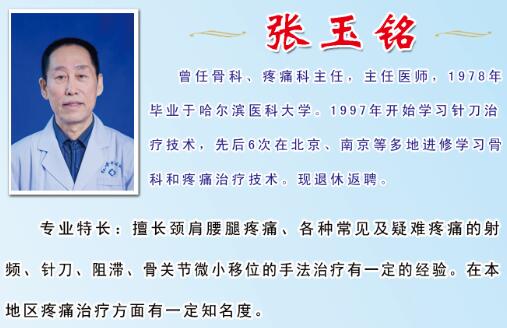 张玉铭
曾任骨科、疼痛科主任，主任医师，1978年
毕业于哈尔滨医科大学。1997年开始学习针刀治
疗技术，先后6次在北京、南京等多地进修学习骨
科和疼痛治疗技术。现退休返聘。
专业特长：擅长颈肩腰腿疼痛、各种常见及疑难疼痛的射
频、针刀、阻滞、骨关节微小移位的手法治疗有一定的经验。在本
地区疼痛治疗方面有一定知名度。